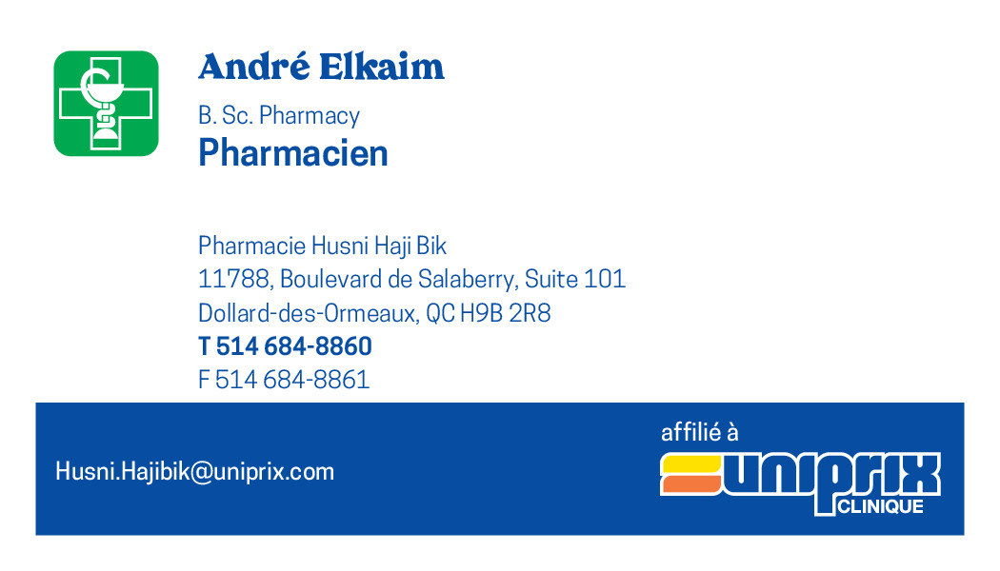 André Elkaim
B. Sc. Pharmacy
Pharmacien
Pharmacie Husni Haji Bik
11788, Boulevard de Salaberry, Suite 101
Dollard-des-Ormeaux, QC H9B 2R8
T 514 684-8860
F 514 684-8861
Husni.Hajibik@uniprix.com
affilié à
uniprix
CLINIQUE